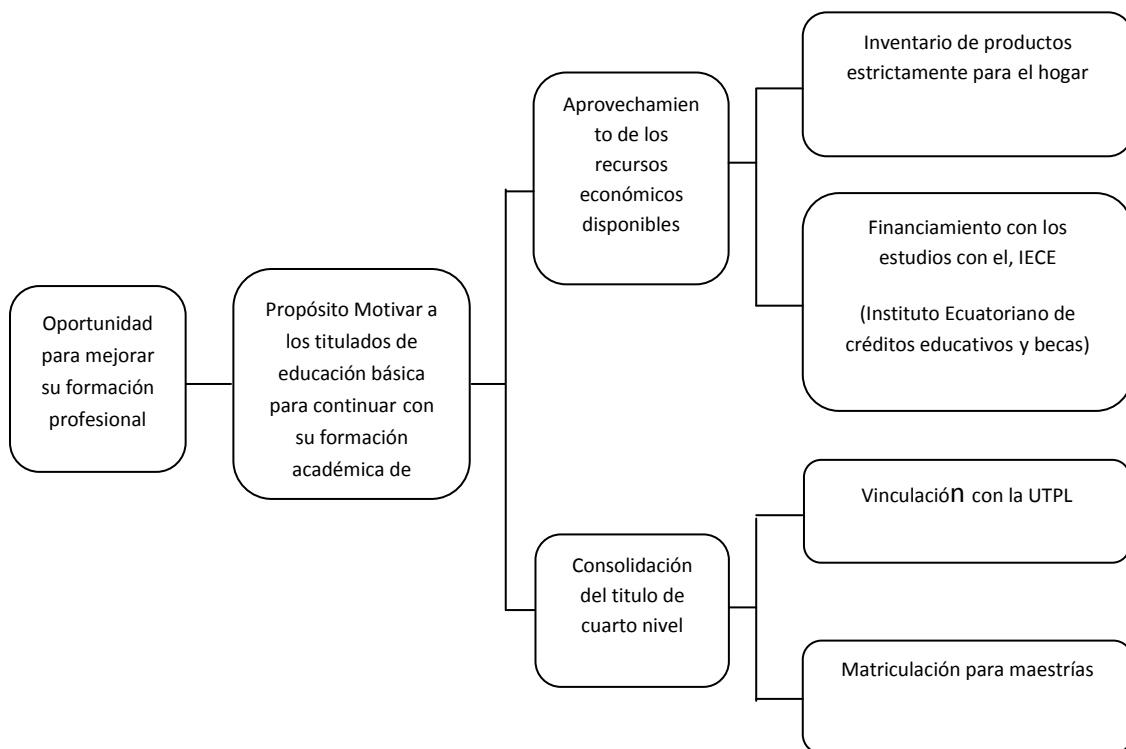 Oportunidad
para mejorar
su formación
profesional
Propósito Motivar a
los titulados de
educación básica
para continuar con
su formación
académica de
Aprovechamien
to de los
recursos
económicos
disponibles
Inventario de productos
estrictamente para el hogar
Financiamiento con los
estudios con el, IECE
(Instituto Ecuatoriano de
créditos educativos y becas)
Consolidación
del titulo de
cuarto nivel
Vinculación con la UTPL
Matriculación para maestrías